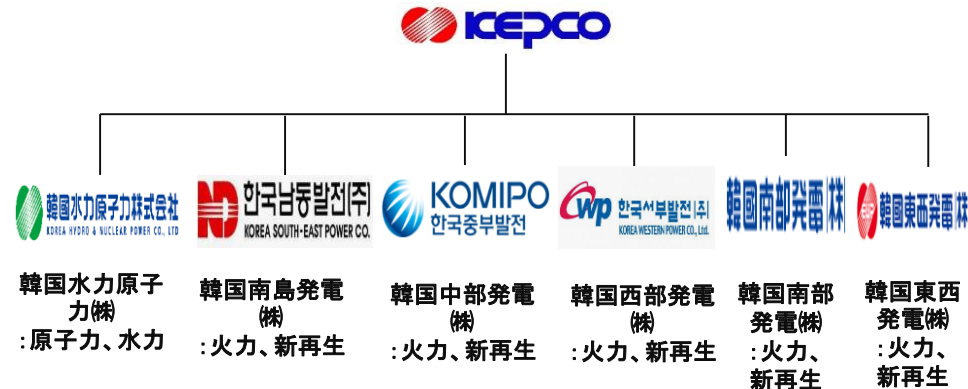 KEPCO
韓國水力原子力株式会社
KOREA HYDRO & NUCLEAR POWER CO., LTD
한국남동발전(주)
KOREA SOUTH-EAST POWER CO.
KOMIPO
한국중부발전
wp 한국서부발전(주)
KOREA WESTERN POWER CO., Ltd.
韓國南部発電(株)
韓國東西発電(株
韓国水力原子
力㈱
:原子力、水力
韓国南島発電
㈱
:火力、新再生
韓国中部発電
㈱
:火力、新再生
韓国西部発電
㈱
:火力、新再生
韓国南部
発電㈱
:火力、
新再生
韓国東西
発電㈱
:火力、
新再生